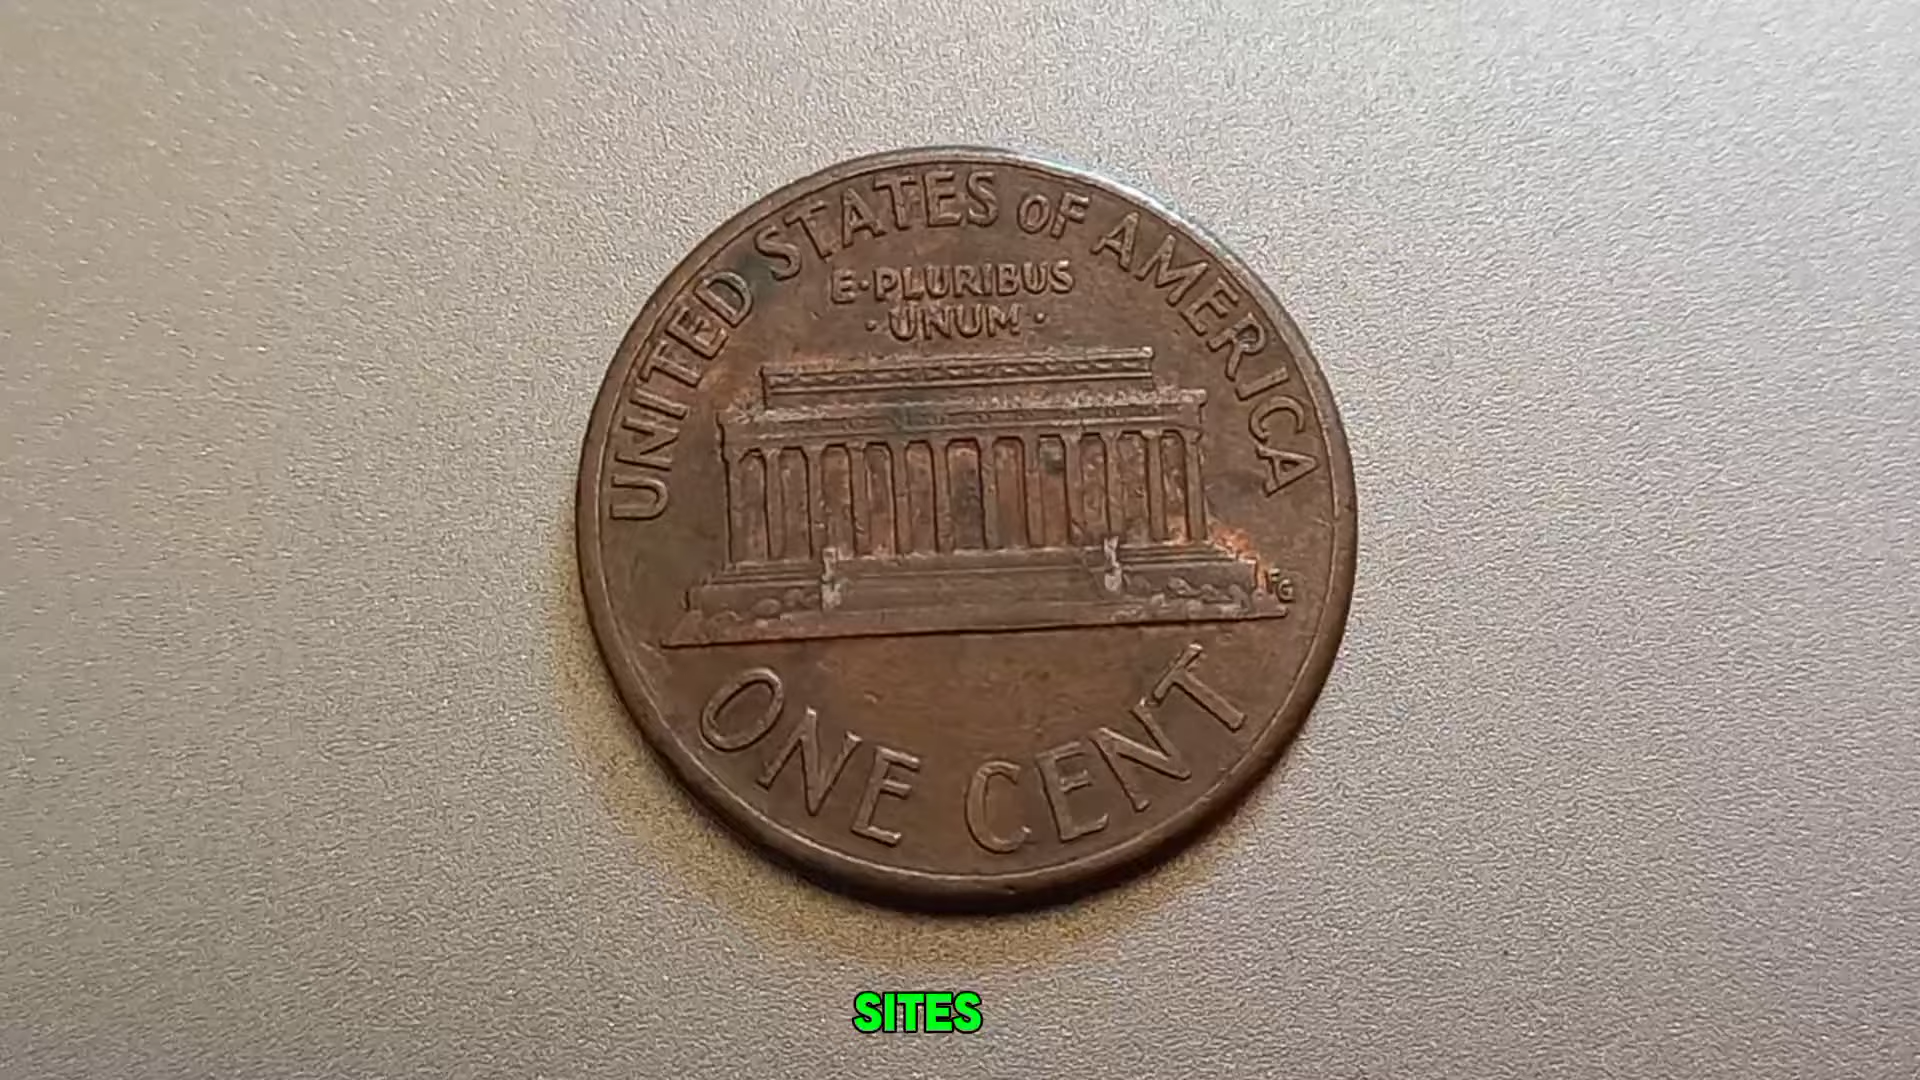 UNITED STATES OF AMERICA
E·PLURIBUS
·UNUM·
FG
ONE CENT
SITES